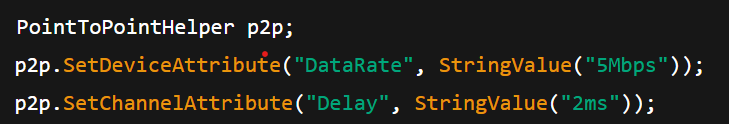 PointToPointHelper p2p;
p2p.SetDeviceAttribute("DataRate", StringValue("5Mbps"));
p2p.SetChannelAttribute("Delay", StringValue("2ms"));